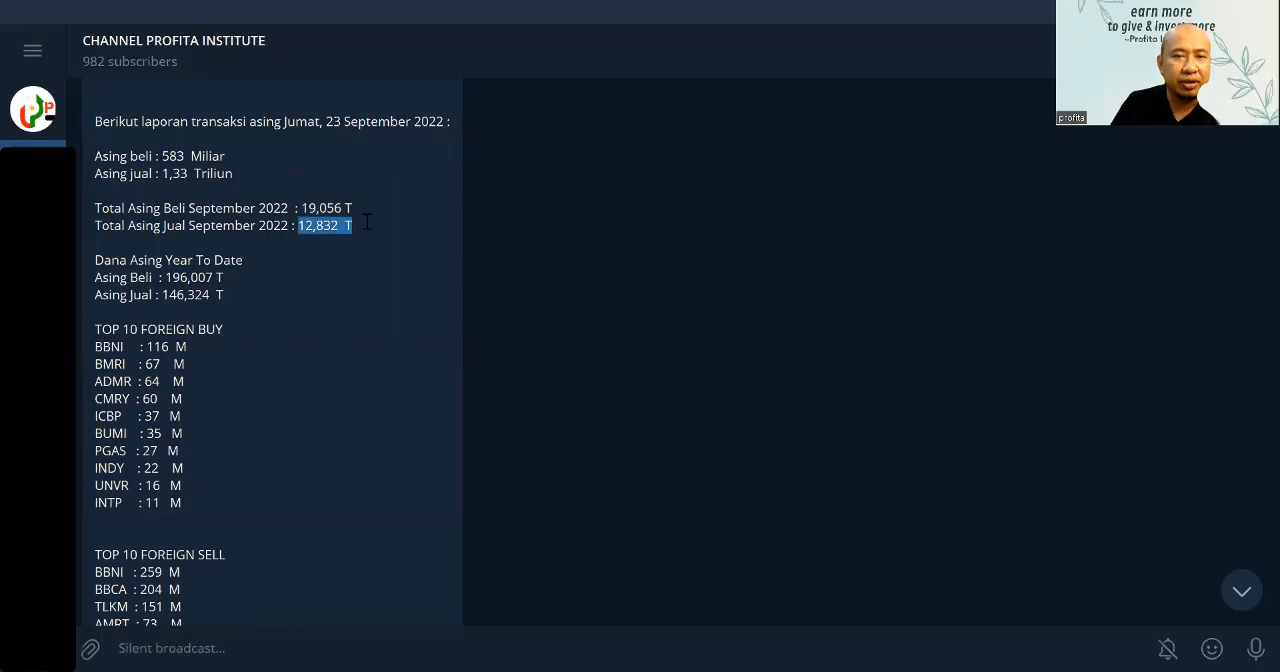 earn more
to give & invest more
~Profita I
profita
CHANNEL PROFITA INSTITUTE
982 subscribers
Berikut laporan transaksi asing Jumat, 23 September 2022 :
Asing beli : 583 Miliar
Asing jual : 1,33 Triliun
Total Asing Beli September 2022 : 19,056 T
Total Asing Jual September 2022 : 12,832 T
Dana Asing Year To Date
Asing Beli : 196,007 T
Asing Jual : 146,324 T
TOP 10 FOREIGN BUY
BBNI : 116 M
BMRI : 67 M
ADMR : 64 M
CMRY : 60 M
ICBP : 37 M
BUMI : 35 M
PGAS : 27 M
INDY : 22 M
UNVR : 16 M
INTP : 11 M
TOP 10 FOREIGN SELL
BBNI : 259 M
BBCA : 204 M
TLKM : 151 M
AMRT : 73 M
Silent broadcast...